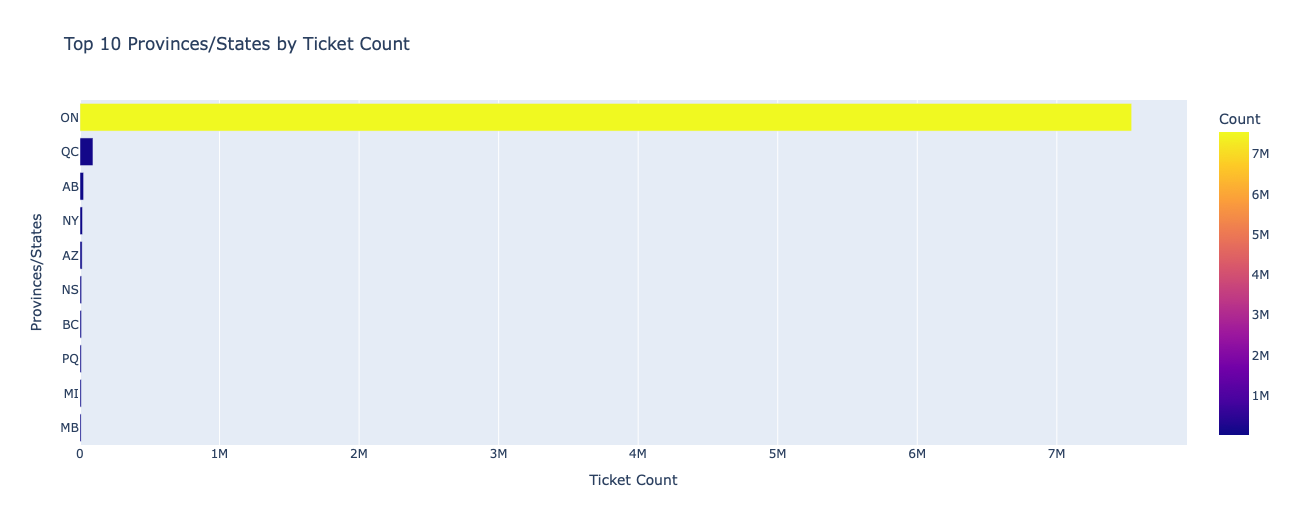 Top 10 Provinces/States by Ticket Count
Provinces/States
ON
QC
AB
NY
AZ
NS
BC
PQ
MI
MB
0 1M 2M 3M 4M 5M 6M 7M
Ticket Count
Count
7M
6M
5M
4M
3M
2M
1M